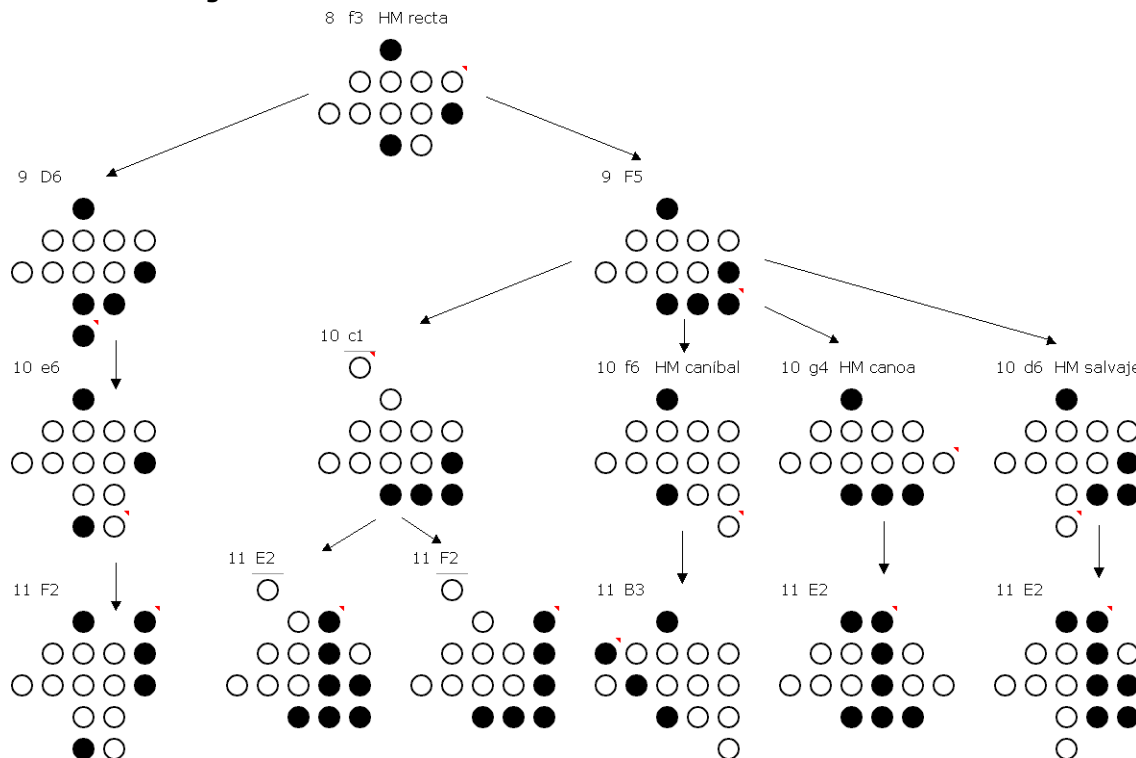 8 f3 HM recta
9 D6
9 F5
10 c1
10 e6
10 f6 HM caníbal
10 g4 HM canoa
10 d6 HM salvaje
11 E2
11 F2
11 F2
11 B3
11 E2
11 E2